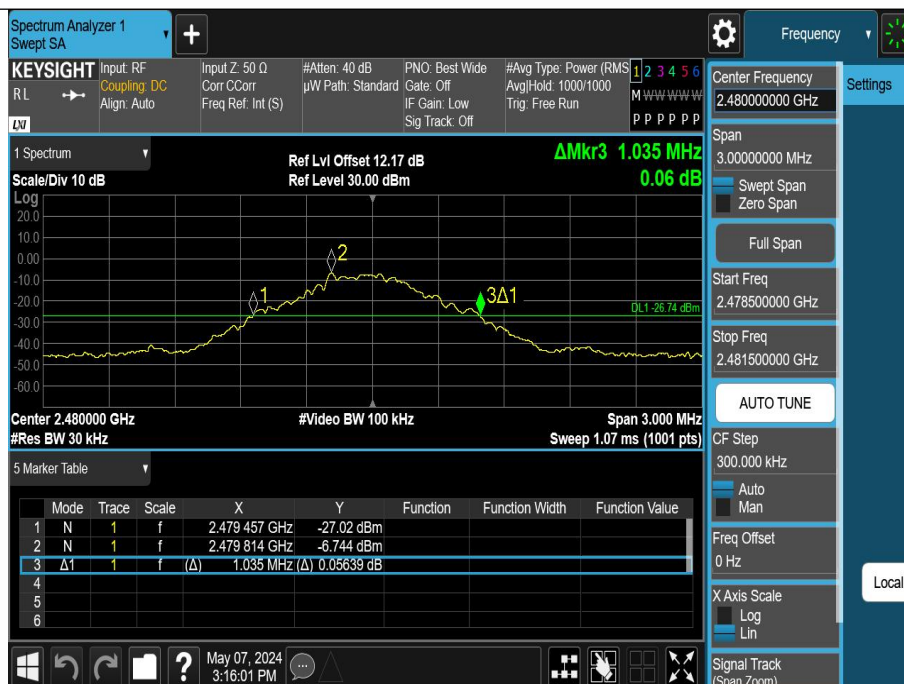 Spectrum Analyzer 1
Swept SA
Frequency
KEYSIGHT
RL
LXI
Input: RF
Coupling: DC
Align: Auto
Input Z: 50 Ω
Corr CCorr
Freq Ref: Int (S)
#Atten: 40 dB
µW Path: Standard
PNO: Best Wide
Gate: Off
IF Gain: Low
Sig Track: Off
#Avg Type: Power (RMS
Avg|Hold: 1000/1000
Trig: Free Run
1 2 3 4 5 6
M W W W W W
P P P P P P
1 Spectrum
Scale/Div 10 dB
Ref Lvl Offset 12.17 dB
Ref Level 30.00 dBm
ΔMkr3 1.035 MHz
0.06 dB
Log
20.0
10.0
0.00
-10.0
-20.0
-30.0
-40.0
-50.0
-60.0
1
2
3Δ1
DL1 -26.74 dBm
Center 2.480000 GHz
#Res BW 30 kHz
#Video BW 100 kHz
Span 3.000 MHz
Sweep 1.07 ms (1001 pts)
5 Marker Table
Mode Trace Scale X Y Function Function Width Function Value
1 N 1 f 2.479 457 GHz -27.02 dBm
2 N 1 f 2.479 814 GHz -6.744 dBm
3 Δ1 1 f (Δ) 1.035 MHz (Δ) 0.05639 dB
4
5
6
May 07, 2024
3:16:01 PM
Center Frequency
2.480000000 GHz
Span
3.00000000 MHz
Swept Span
Zero Span
Full Span
Start Freq
2.478500000 GHz
Stop Freq
2.481500000 GHz
AUTO TUNE
CF Step
300.000 kHz
Auto
Man
Freq Offset
0 Hz
X Axis Scale
Log
Lin
Signal Track
(Span Zoom)
Settings
Local